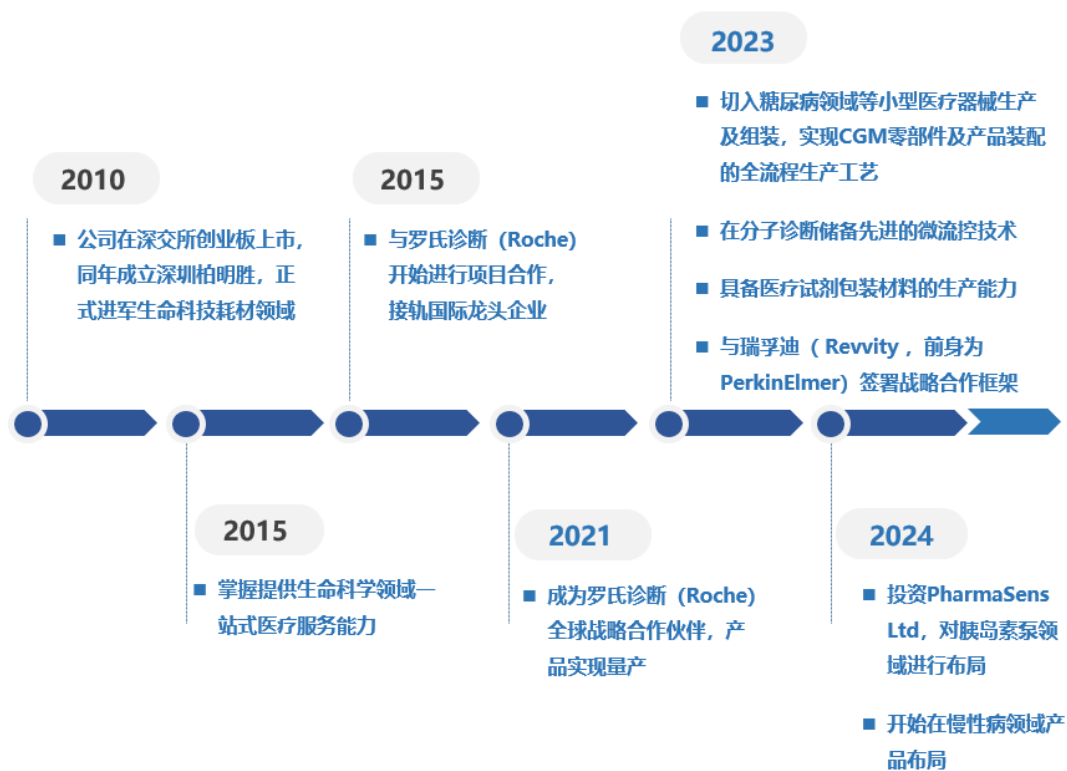 2010
■ 公司在深交所创业板上市，
同年成立深圳柏明胜，正
式进军生命科技耗材领域
2015
■ 掌握提供生命科学领域一
站式医疗服务能力
2015
■ 与罗氏诊断（Roche）
开始进行项目合作，
接轨国际龙头企业
2021
■ 成为罗氏诊断（Roche）
全球战略合作伙伴，产
品实现量产
2023
■ 切入糖尿病领域等小型医疗器械生产
及组装，实现CGM零部件及产品装配
的全流程生产工艺
■ 在分子诊断储备先进的微流控技术
■ 具备医疗试剂包装材料的生产能力
■ 与瑞孚迪（ Revvity ，前身为
PerkinElmer）签署战略合作框架
2024
■ 投资PharmaSens
Ltd，对胰岛素泵领
域进行布局
■ 开始在慢性病领域产
品布局